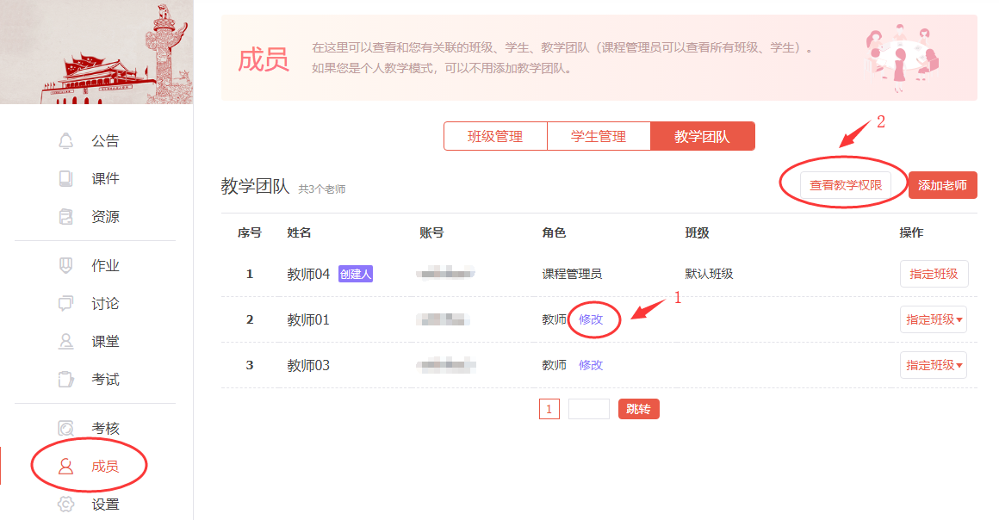 公告
课件
资源
作业
讨论
课堂
考试
考核
成员
设置
成员
在这里可以查看和您有关联的班级、学生、教学团队（课程管理员可以查看所有班级、学生）。
如果您是个人教学模式，可以不用添加教学团队。
班级管理 学生管理 教学团队
2
教学团队 共3个老师 查看教学权限 添加老师
序号 姓名 账号 角色 班级 操作
1 教师04 创建人 课程管理员 默认班级 指定班级
1
2 教师01 教师 修改 指定班级
3 教师03 教师 修改 指定班级
1 跳转